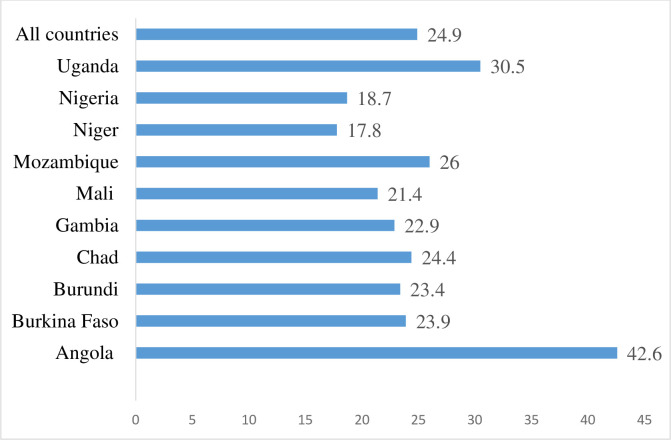 All countries 24.9
Uganda 30.5
Nigeria 18.7
Niger 17.8
Mozambique 26
Mali 21.4
Gambia 22.9
Chad 24.4
Burundi 23.4
Burkina Faso 23.9
Angola 42.6
0 5 10 15 20 25 30 35 40 45